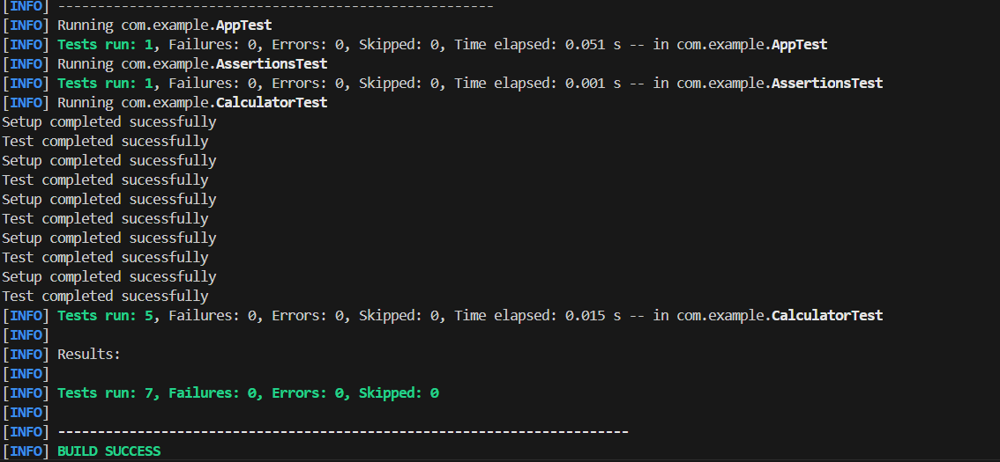 [INFO] -------------------------------------------------------
[INFO] Running com.example.AppTest
[INFO] Tests run: 1, Failures: 0, Errors: 0, Skipped: 0, Time elapsed: 0.051 s -- in com.example.AppTest
[INFO] Running com.example.AssertionsTest
[INFO] Tests run: 1, Failures: 0, Errors: 0, Skipped: 0, Time elapsed: 0.001 s -- in com.example.AssertionsTest
[INFO] Running com.example.CalculatorTest
Setup completed sucessfully
Test completed sucessfully
Setup completed sucessfully
Test completed sucessfully
Setup completed sucessfully
Test completed sucessfully
Setup completed sucessfully
Test completed sucessfully
Setup completed sucessfully
Test completed sucessfully
[INFO] Tests run: 5, Failures: 0, Errors: 0, Skipped: 0, Time elapsed: 0.015 s -- in com.example.CalculatorTest
[INFO]
[INFO] Results:
[INFO]
[INFO] Tests run: 7, Failures: 0, Errors: 0, Skipped: 0
[INFO]
[INFO] ------------------------------------------------------------------------
[INFO] BUILD SUCCESS